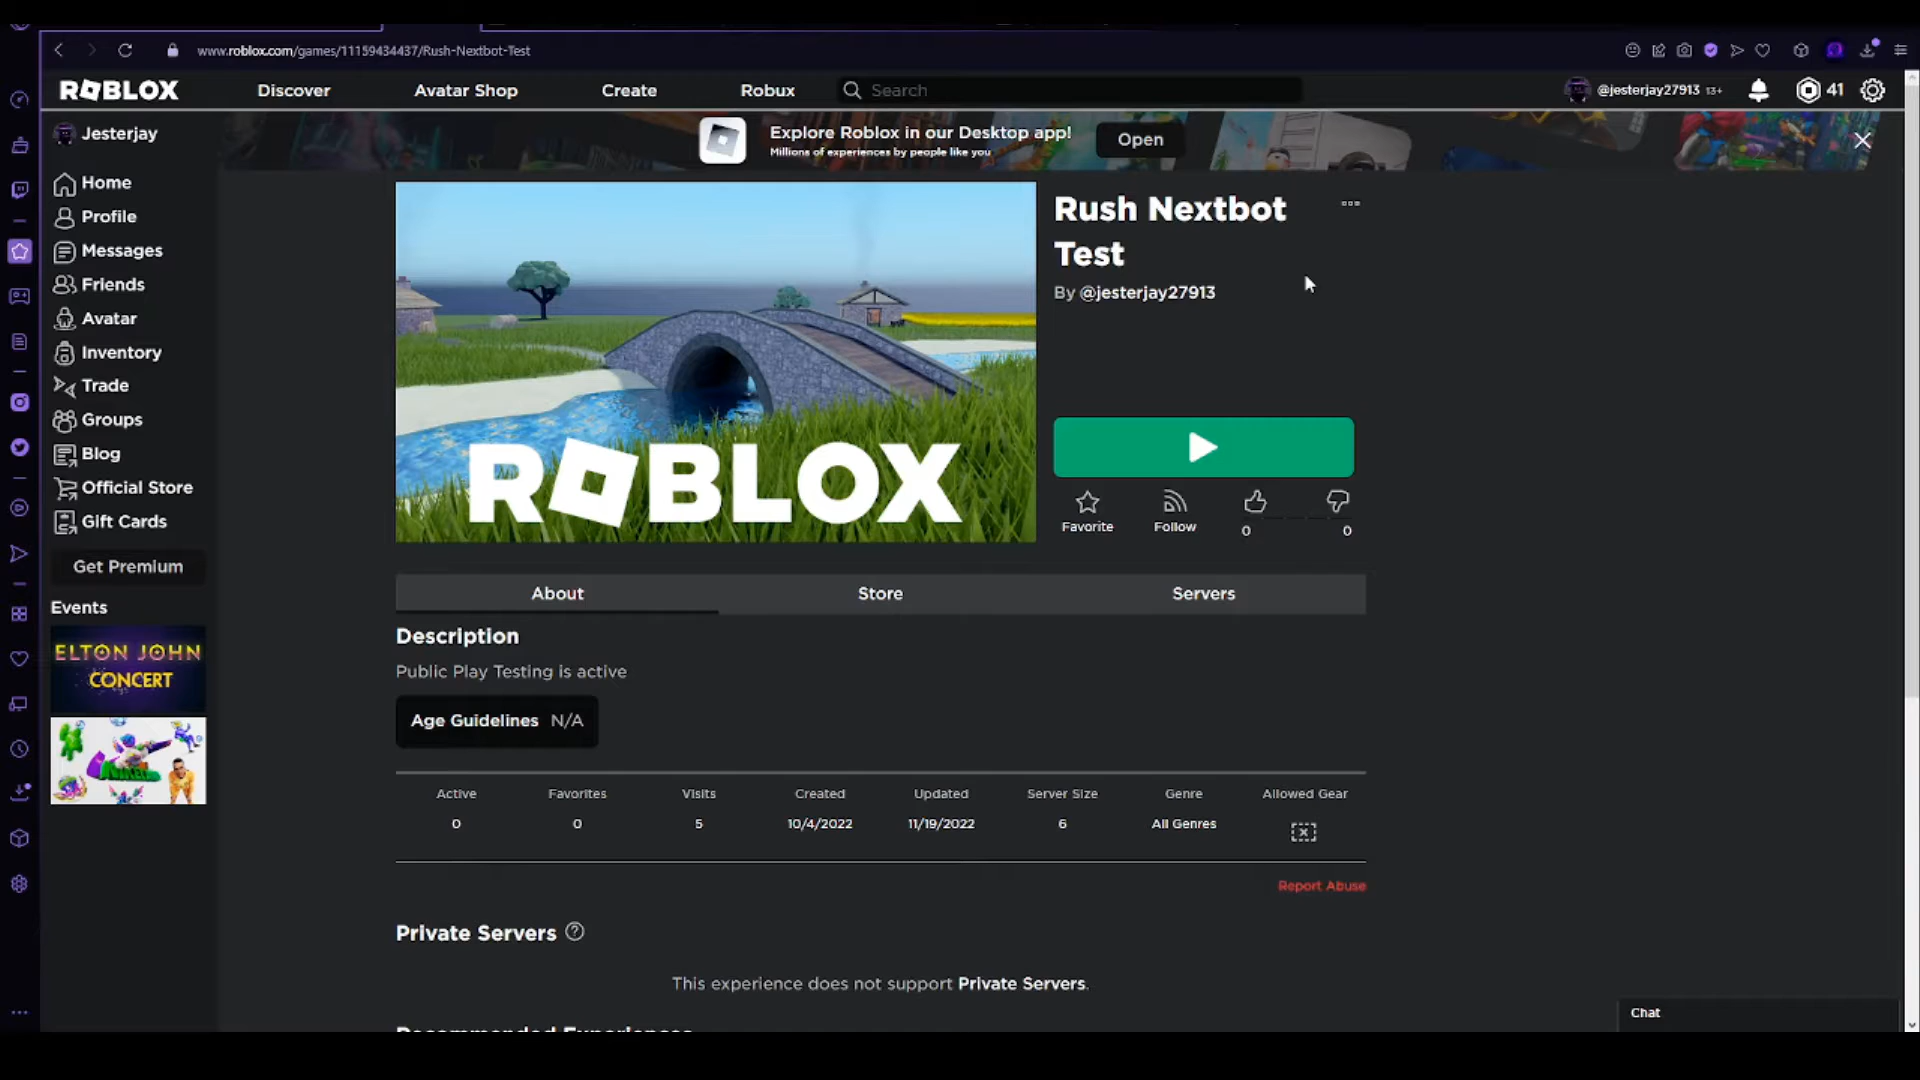 www.roblox.com/games/11159434437/Rush-Nextbot-Test
ROBLOX
Discover
Avatar Shop
Create
Robux
Search
@jesterjay27913 13+
41
Jesterjay
Home
Profile
Messages
Friends
Avatar
Inventory
Trade
Groups
Blog
Official Store
Gift Cards
Get Premium
Events
ELTON JOHN
CONCERT
Explore Roblox in our Desktop app!
Millions of experiences by people like you
Open
ROBLOX
Rush Nextbot
Test
By @jesterjay27913
Favorite
Follow
0
0
About
Store
Servers
Description
Public Play Testing is active
Age Guidelines N/A
Active
Favorites
Visits
Created
Updated
Server Size
Genre
Allowed Gear
0
0
5
10/4/2022
11/19/2022
6
All Genres
Report Abuse
Private Servers
This experience does not support Private Servers.
Recommended Experiences
Chat